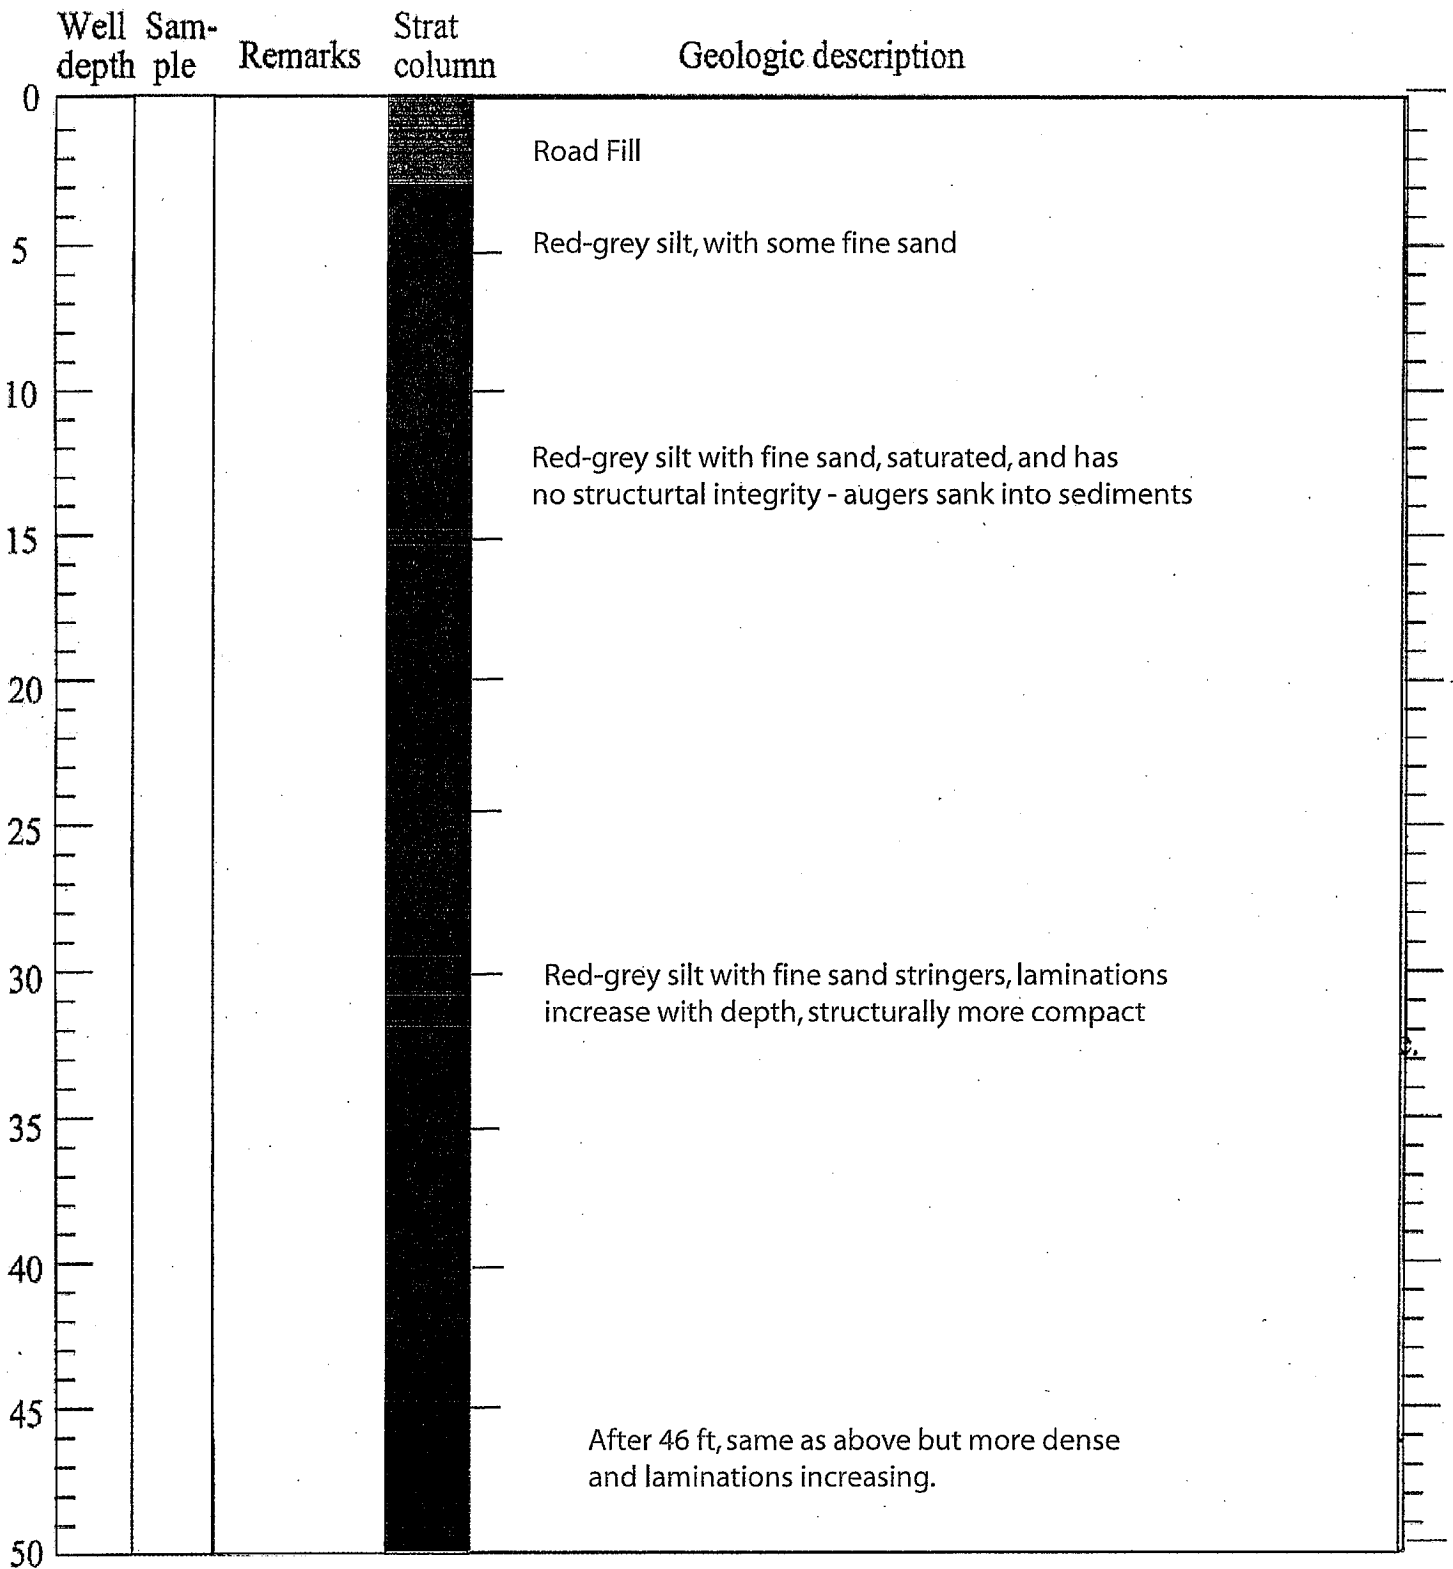 Well Sam- Strat
depth ple Remarks column Geologic description
0
Road Fill
5
Red-grey silt, with some fine sand
10
Red-grey silt with fine sand, saturated, and has
no structurtal integrity - augers sank into sediments
15
20
25
30
Red-grey silt with fine sand stringers, laminations
increase with depth, structurally more compact
35
40
45
After 46 ft, same as above but more dense
and laminations increasing.
50